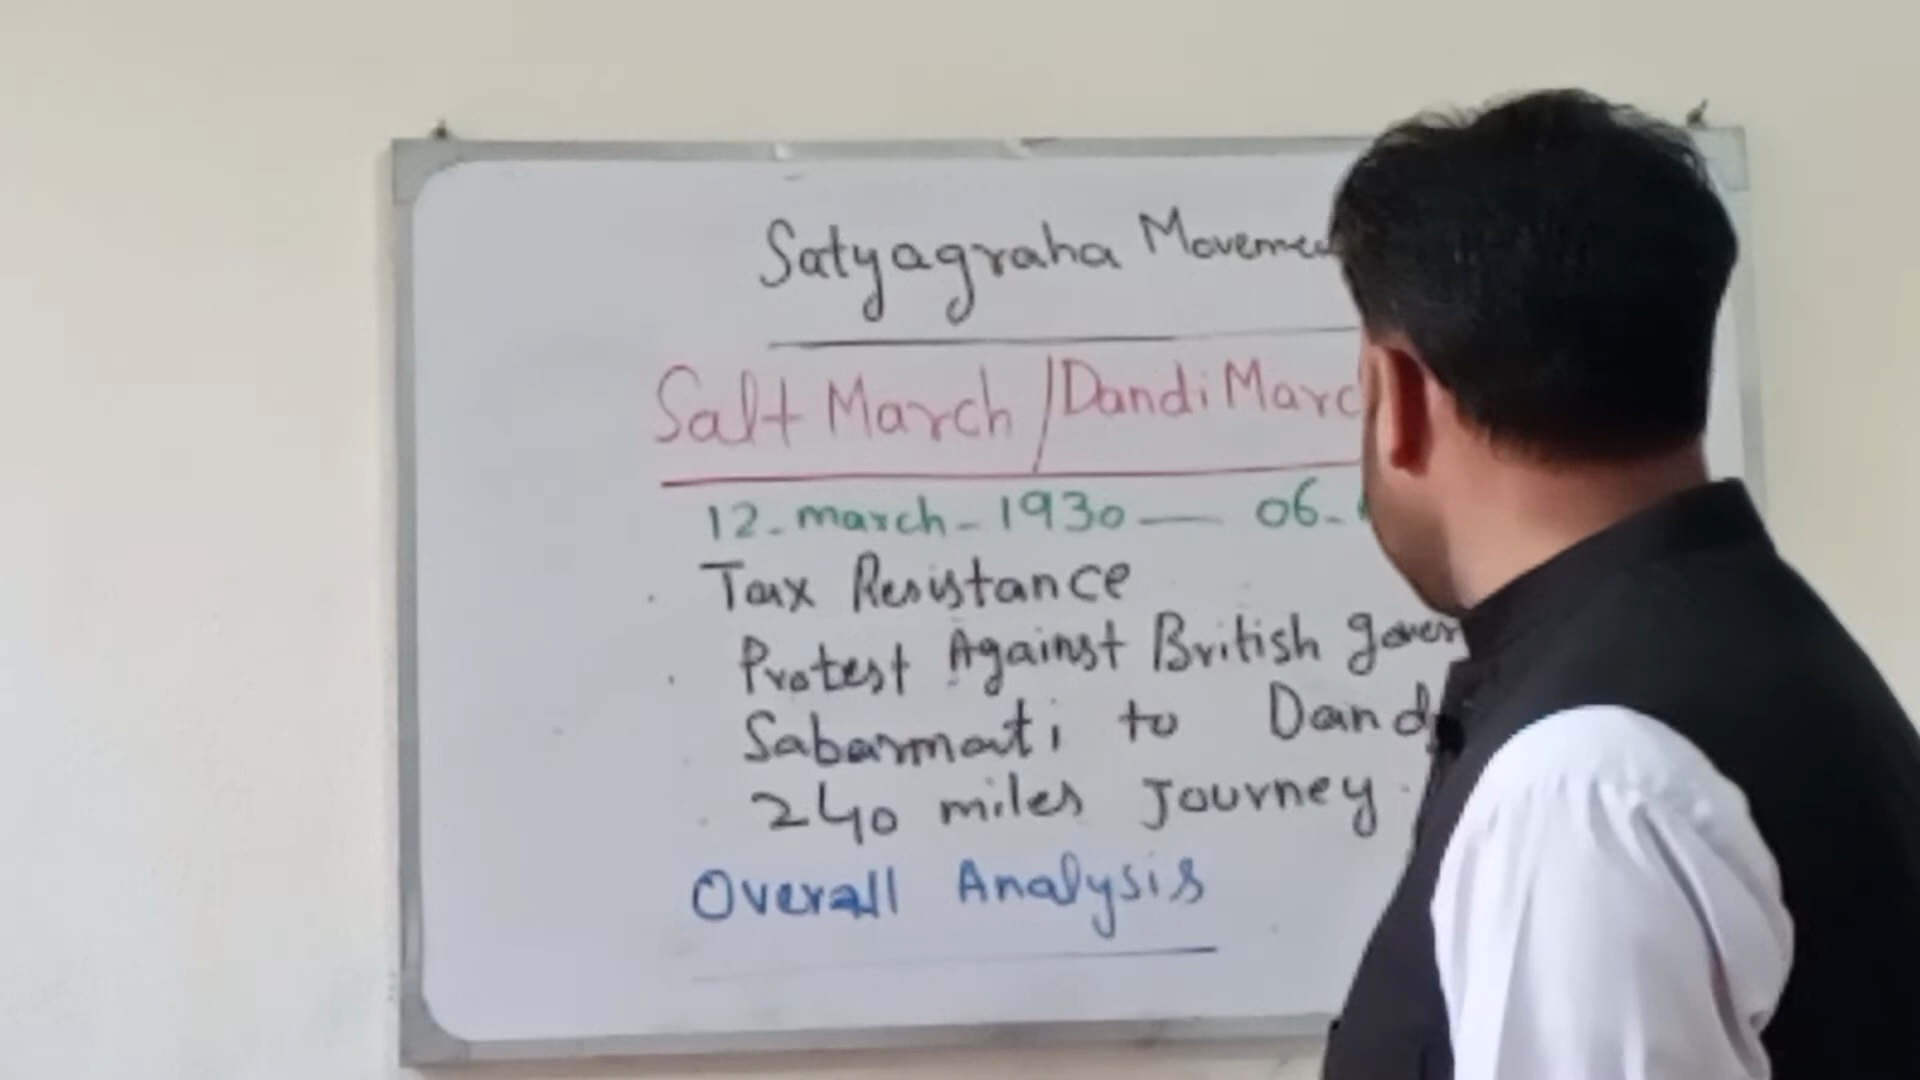 Satyagraha Moveme
Salt March / Dandi Marc
12-march-1930 — 06-
Tax Resistance
Protest Against British gover
Sabarmati to Dand
240 miles Journey
Overall Analysis